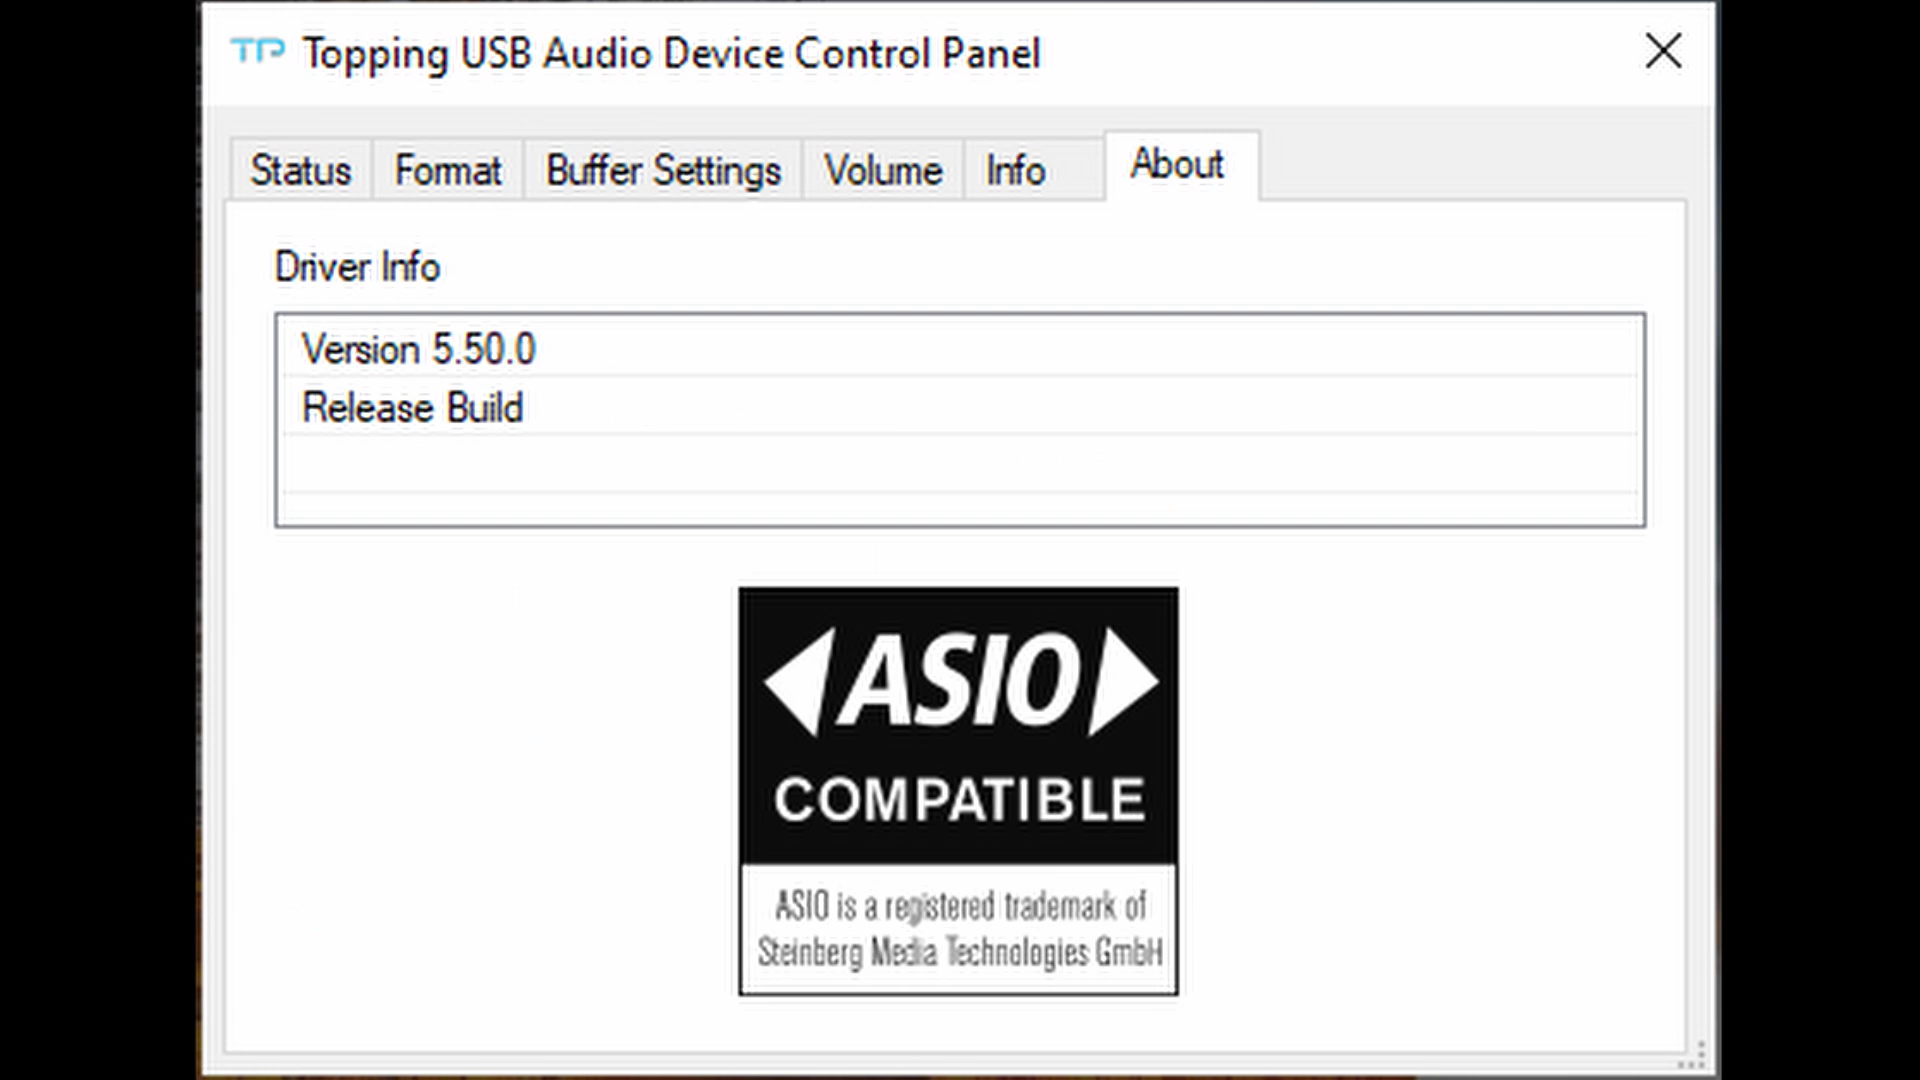 TP Topping USB Audio Device Control Panel
Status Format Buffer Settings Volume Info About
Driver Info
Version 5.50.0
Release Build
ASIO
COMPATIBLE
ASIO is a registered trademark of
Steinberg Media Technologies GmbH